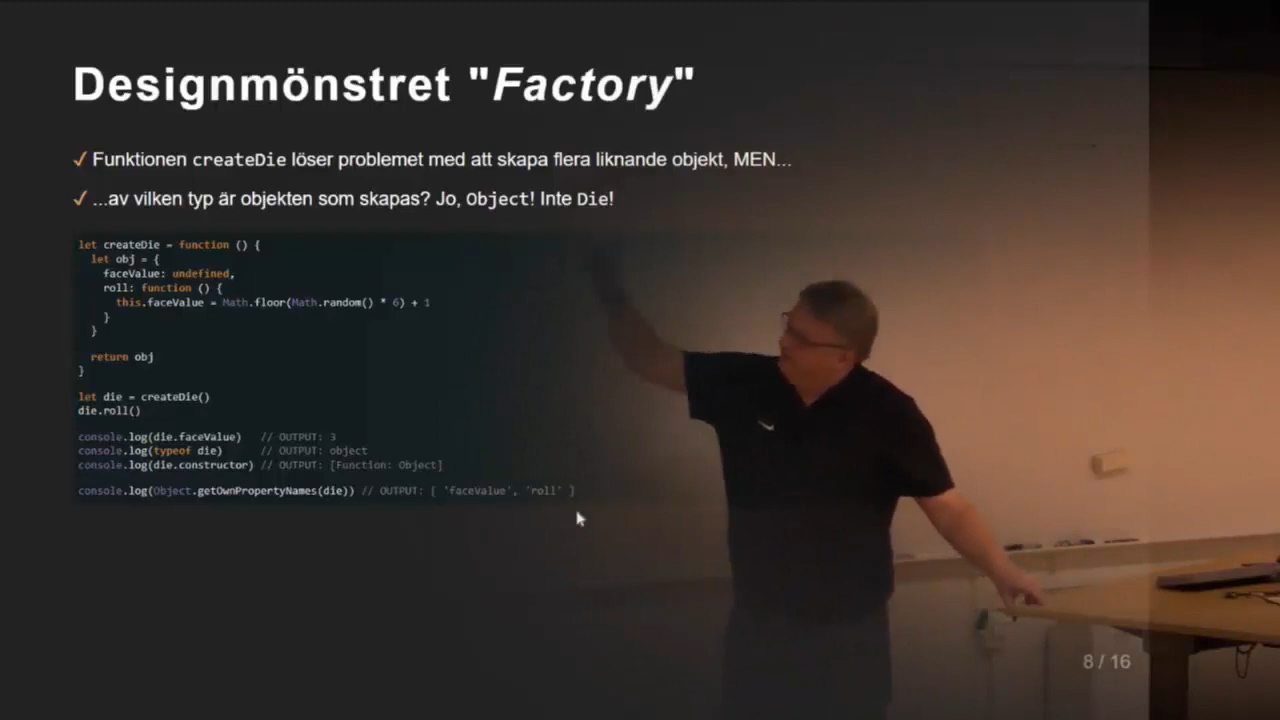 Designmönstret "Factory"
✓ Funktionen createDie löser problemet med att skapa flera liknande objekt, MEN...
✓ ...av vilken typ är objekten som skapas? Jo, Object! Inte Die!
let createDie = function () {
  let obj = {
    faceValue: undefined,
    roll: function () {
      this.faceValue = Math.floor(Math.random() * 6) + 1
    }
  }
  return obj
}
let die = createDie()
die.roll()
console.log(die.faceValue)   // OUTPUT: 3
console.log(typeof die)      // OUTPUT: object
console.log(die.constructor) // OUTPUT: [Function: Object]
console.log(Object.getOwnPropertyNames(die)) // OUTPUT: [ 'faceValue', 'roll' ]
8 / 16